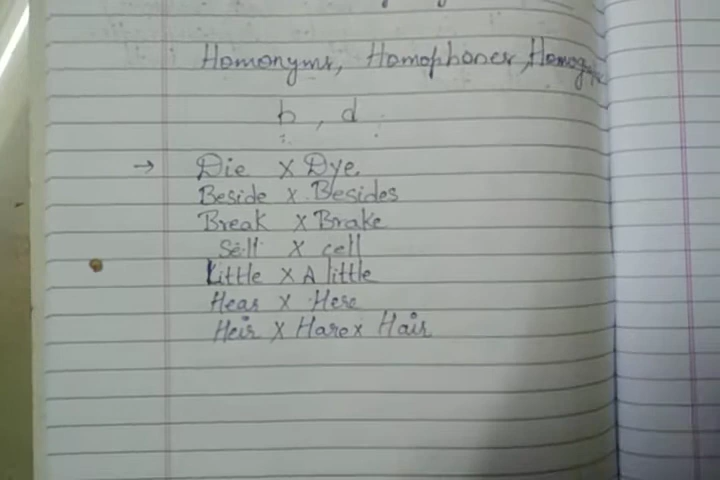 Homonyms, Homophones, Homog
b, d
→ Die X Dye.
Beside X Besides
Break X Brake
Sell X cell
Little X A little
Hear X Here
Heir X Hare x Hair